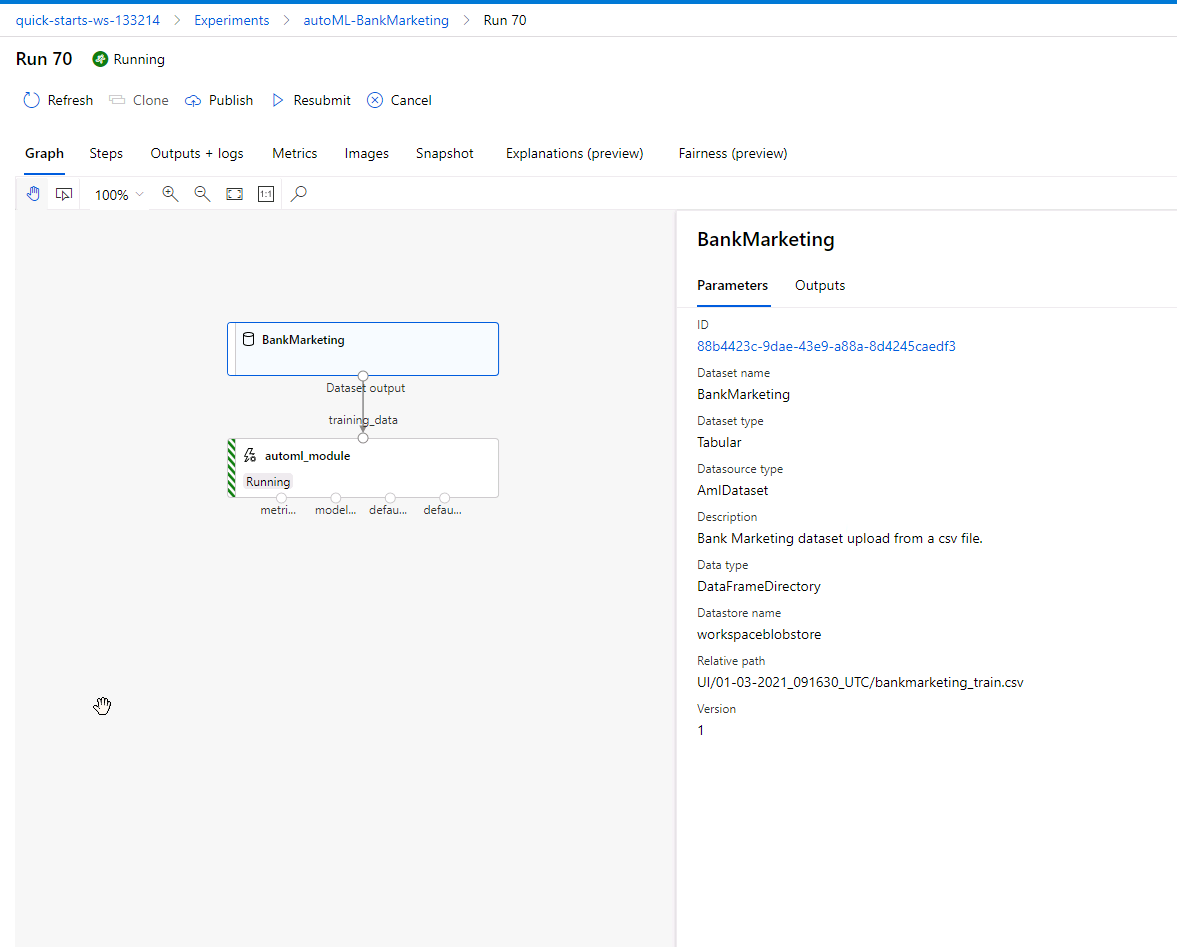 quick-starts-ws-133214 > Experiments > autoML-BankMarketing > Run 70
Run 70 Running
Refresh Clone Publish Resubmit Cancel
Graph Steps Outputs + logs Metrics Images Snapshot Explanations (preview) Fairness (preview)
100% 1:1
BankMarketing
Dataset output
training_data
automl_module
Running
metri... model... defau... defau...
BankMarketing
Parameters Outputs
ID
88b4423c-9dae-43e9-a88a-8d4245caedf3
Dataset name
BankMarketing
Dataset type
Tabular
Datasource type
AmlDataset
Description
Bank Marketing dataset upload from a csv file.
Data type
DataFrameDirectory
Datastore name
workspaceblobstore
Relative path
UI/01-03-2021_091630_UTC/bankmarketing_train.csv
Version
1